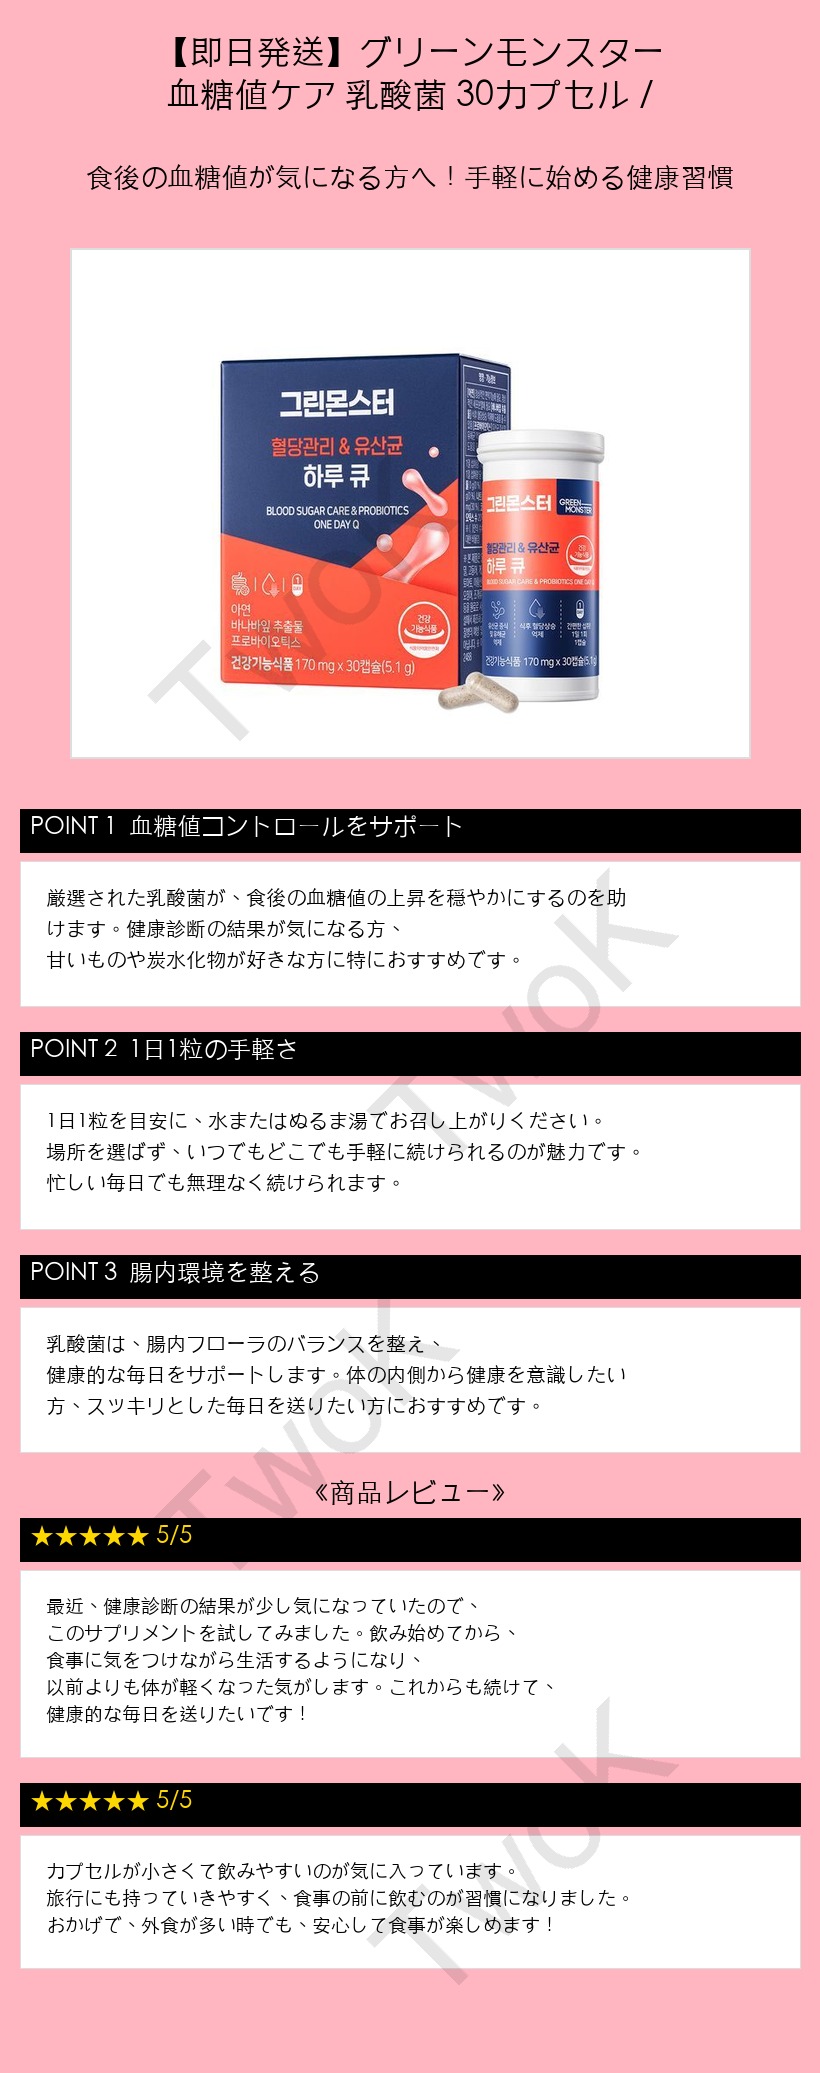 【即日発送】グリーンモンスター
血糖値ケア 乳酸菌 30カプセル /
食後の血糖値が気になる方へ！手軽に始める健康習慣
그린몬스터
혈당관리 & 유산균
하루 큐
BLOOD SUGAR CARE & PROBIOTICS
ONE DAY Q
아연
바나바잎 추출물
프로바이오틱스
건강기능식품 170 mg x 30캡슐(5.1 g)
건강
기능식품
그린몬스터
GREEN
MONSTER
혈당관리 & 유산균
하루 큐
BLOOD SUGAR CARE & PROBIOTICS ONE DAY Q
건강
기능식품
식후 혈당상승
억제
간편한 섭취
1일 1회
1캡슐
건강기능식품 170 mg x 30캡슐(5.1g)
TwoK
POINT 1 血糖値コントロールをサポート
厳選された乳酸菌が、食後の血糖値の上昇を穏やかにするのを助
けます。健康診断の結果が気になる方、
甘いものや炭水化物が好きな方に特におすすめです。
TwoK
POINT 2 1日1粒の手軽さ
1日1粒を目安に、水またはぬるま湯でお召し上がりください。
場所を選ばず、いつでもどこでも手軽に続けられるのが魅力です。
忙しい毎日でも無理なく続けられます。
POINT 3 腸内環境を整える
乳酸菌は、腸内フローラのバランスを整え、
健康的な毎日をサポートします。体の内側から健康を意識したい
方、スッキリとした毎日を送りたい方におすすめです。
TwoK
《商品レビュー》
★★★★★ 5/5
最近、健康診断の結果が少し気になっていたので、
このサプリメントを試してみました。飲み始めてから、
食事に気をつけながら生活するようになり、
以前よりも体が軽くなった気がします。これからも続けて、
健康的な毎日を送りたいです！
★★★★★ 5/5
カプセルが小さくて飲みやすいのが気に入っています。
旅行にも持っていきやすく、食事の前に飲むのが習慣になりました。
おかげで、外食が多い時でも、安心して食事が楽しめます！
TwoK